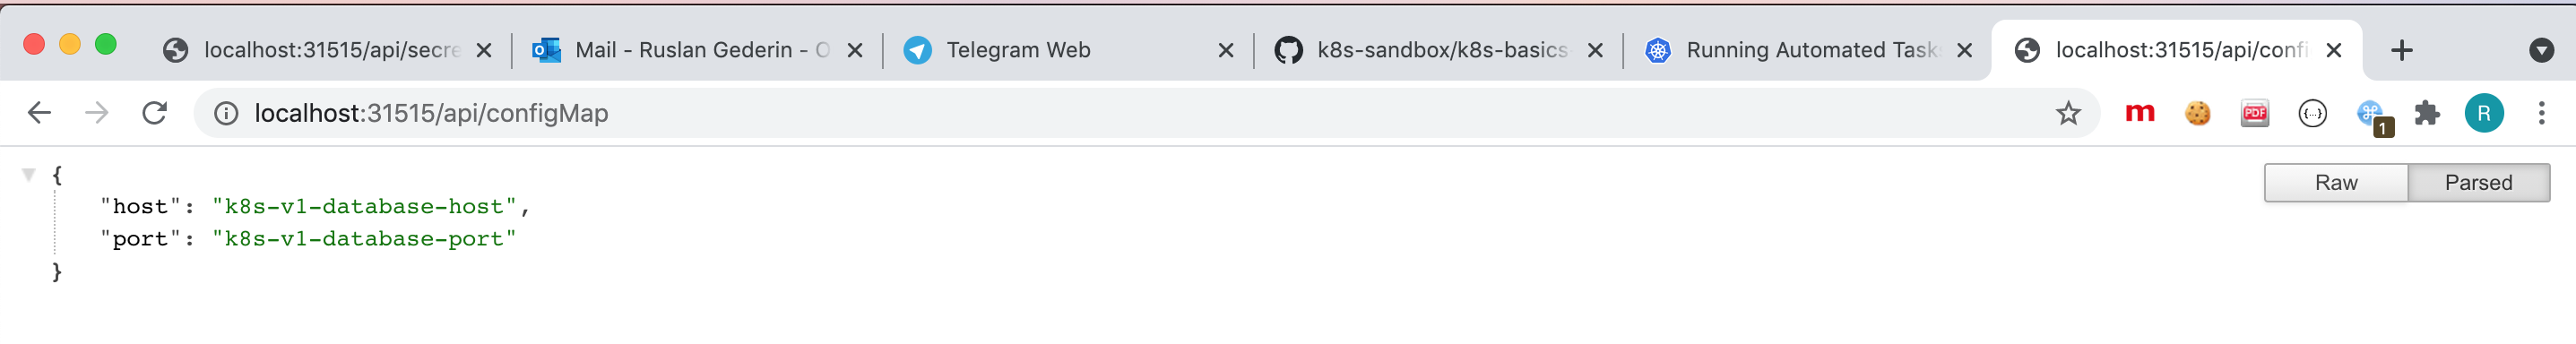 localhost:31515/api/secre
Mail - Ruslan Gederin - O
Telegram Web
k8s-sandbox/k8s-basics
Running Automated Task
localhost:31515/api/confi
localhost:31515/api/configMap
m
PDF
{...}
1
R
{
Raw
Parsed
"host": "k8s-v1-database-host",
"port": "k8s-v1-database-port"
}